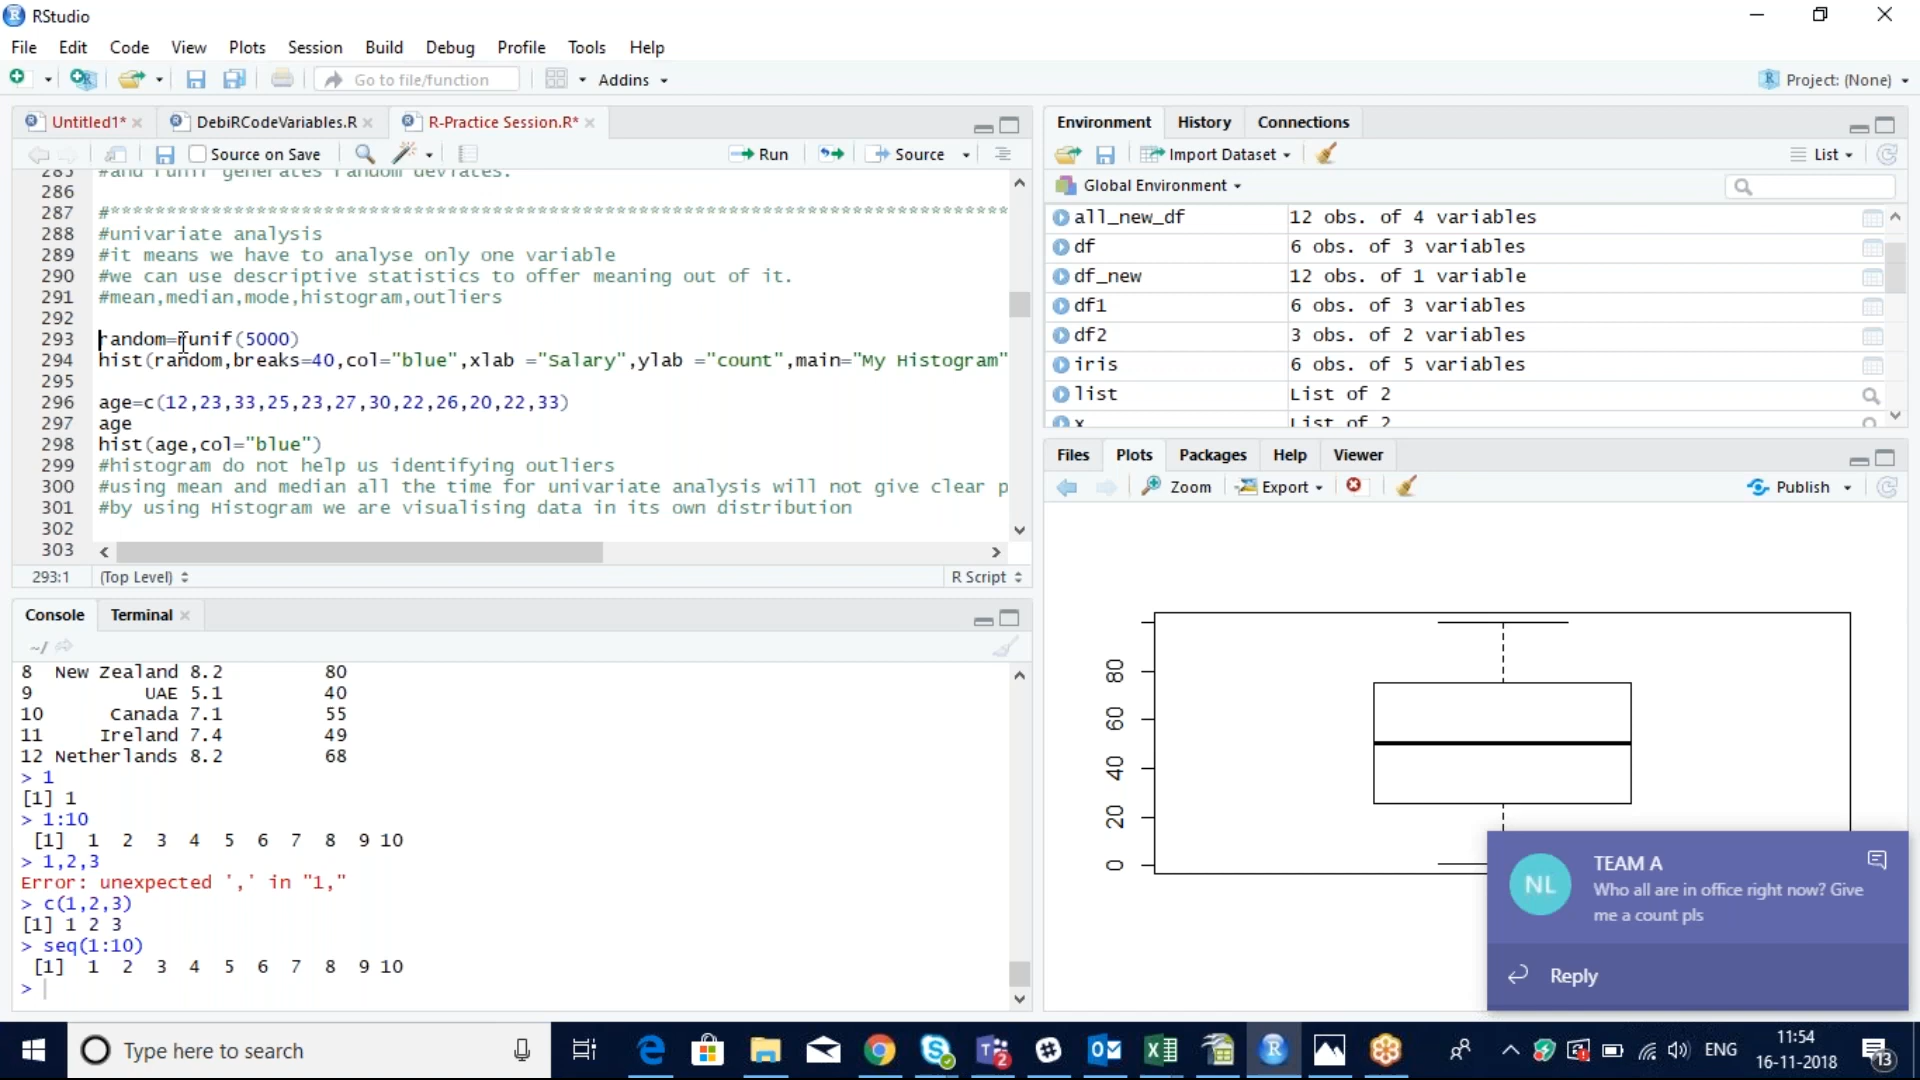 RStudio
File Edit Code View Plots Session Build Debug Profile Tools Help
Go to file/function Addins Project: (None)
Untitled1* DebiRCodeVariables.R R-Practice Session.R*
Source on Save Run Source
285 #and runif generates random deviates.
286
287 #********************************************************************************
288 #univariate analysis
289 #it means we have to analyse only one variable
290 #we can use descriptive statistics to offer meaning out of it.
291 #mean,median,mode,histogram,outliers
292
293 random=runif(5000)
294 hist(random,breaks=40,col="blue",xlab ="Salary",ylab ="count",main="My Histogram"
295
296 age=c(12,23,33,25,23,27,30,22,26,20,22,33)
297 age
298 hist(age,col="blue")
299 #histogram do not help us identifying outliers
300 #using mean and median all the time for univariate analysis will not give clear p
301 #by using Histogram we are visualising data in its own distribution
302
303
293:1 (Top Level) R Script
Console Terminal
~/
8 New Zealand 8.2 80
9 UAE 5.1 40
10 Canada 7.1 55
11 Ireland 7.4 49
12 Netherlands 8.2 68
> 1
[1] 1
> 1:10
[1] 1 2 3 4 5 6 7 8 9 10
> 1,2,3
Error: unexpected ',' in "1,"
> c(1,2,3)
[1] 1 2 3
> seq(1:10)
[1] 1 2 3 4 5 6 7 8 9 10
>
Environment History Connections
Import Dataset List
Global Environment
all_new_df 12 obs. of 4 variables
df 6 obs. of 3 variables
df_new 12 obs. of 1 variable
df1 6 obs. of 3 variables
df2 3 obs. of 2 variables
iris 6 obs. of 5 variables
list List of 2
x List of 2
Files Plots Packages Help Viewer
Zoom Export Publish
80
60
40
20
0
NL
TEAM A
Who all are in office right now? Give
me a count pls
Reply
Type here to search
ENG
11:54
16-11-2018
13